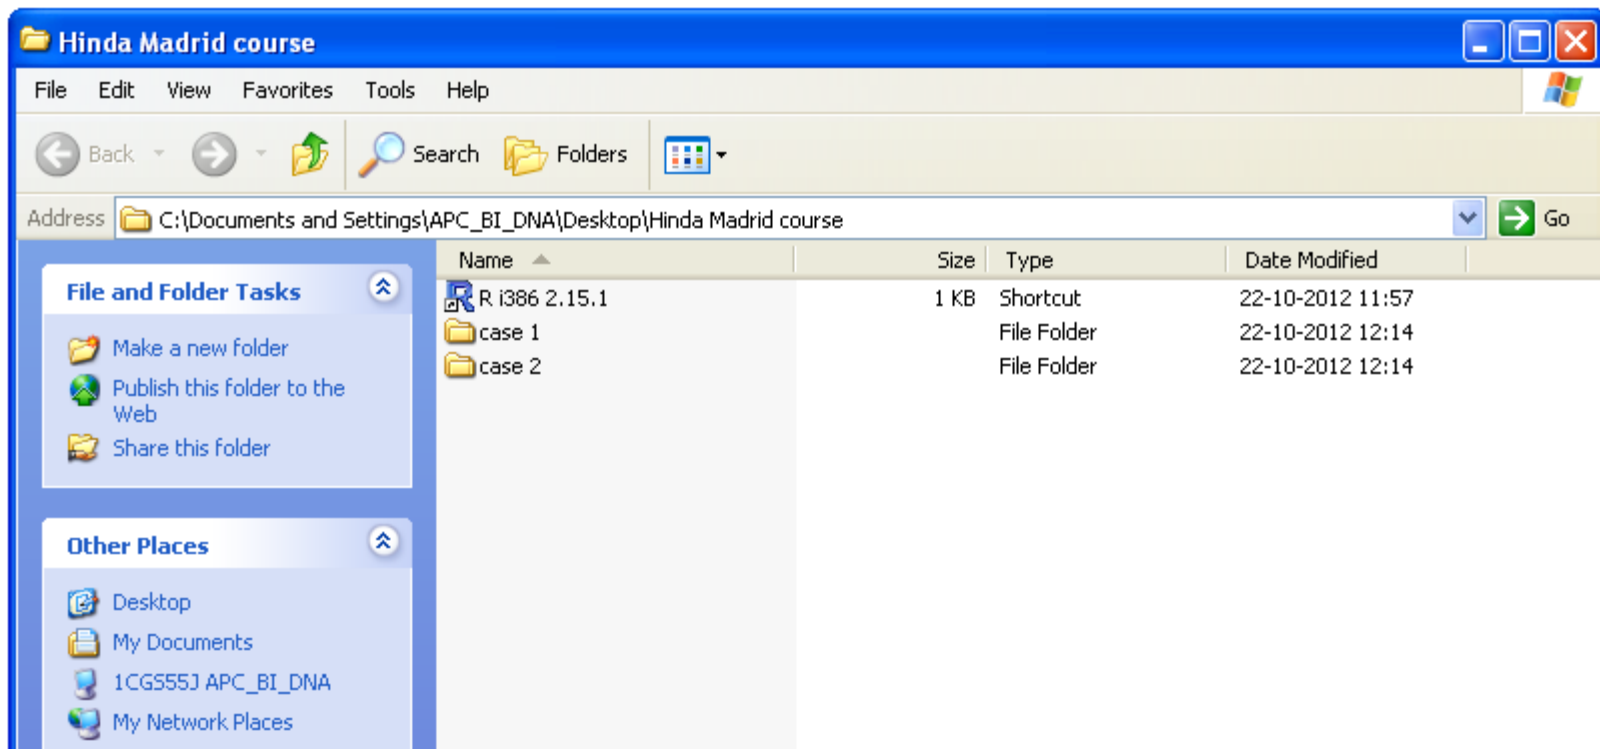 Hinda Madrid course
File Edit View Favorites Tools Help
Back Search Folders
Address C:\Documents and Settings\APC_BI_DNA\Desktop\Hinda Madrid course Go
File and Folder Tasks
Make a new folder
Publish this folder to the
Web
Share this folder
Other Places
Desktop
My Documents
1CGS55J APC_BI_DNA
My Network Places
Name Size Type Date Modified
R i386 2.15.1 1 KB Shortcut 22-10-2012 11:57
case 1 File Folder 22-10-2012 12:14
case 2 File Folder 22-10-2012 12:14